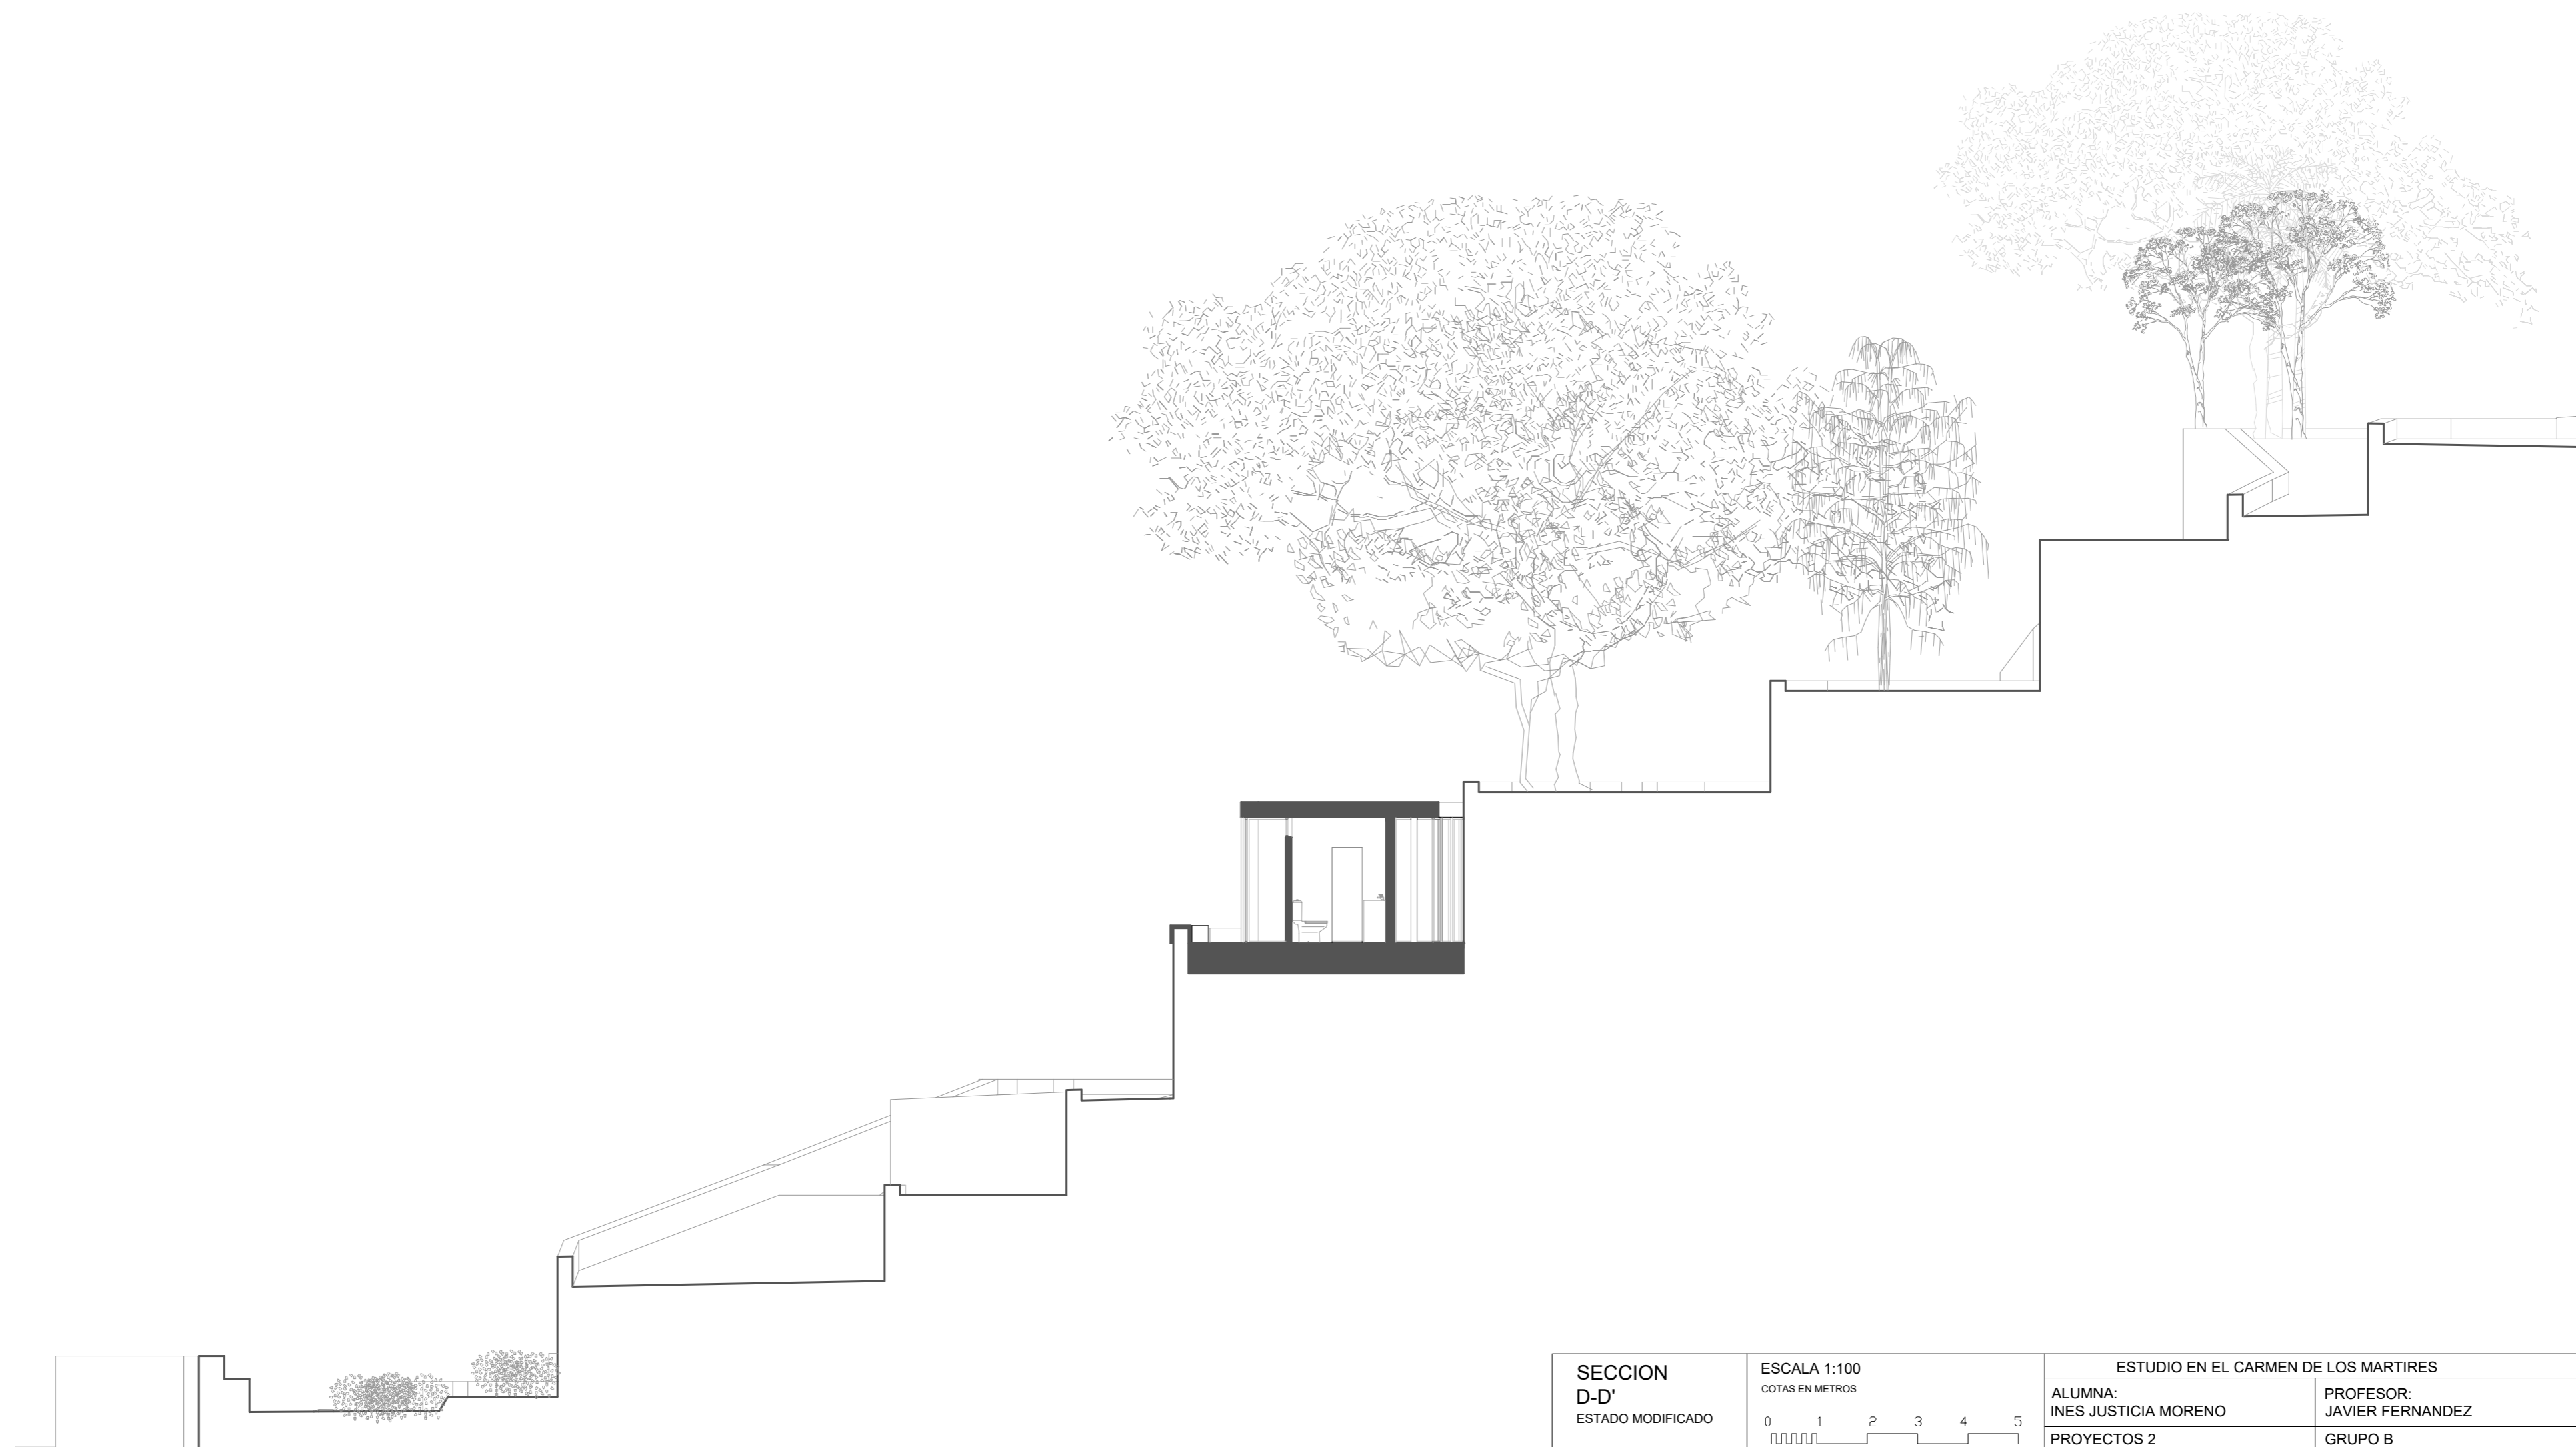 SECCION
D-D'
ESTADO MODIFICADO
ESCALA 1:100
COTAS EN METROS
0 1 2 3 4 5
ESTUDIO EN EL CARMEN DE LOS MARTIRES
ALUMNA:
INES JUSTICIA MORENO
PROFESOR:
JAVIER FERNANDEZ
PROYECTOS 2
GRUPO B